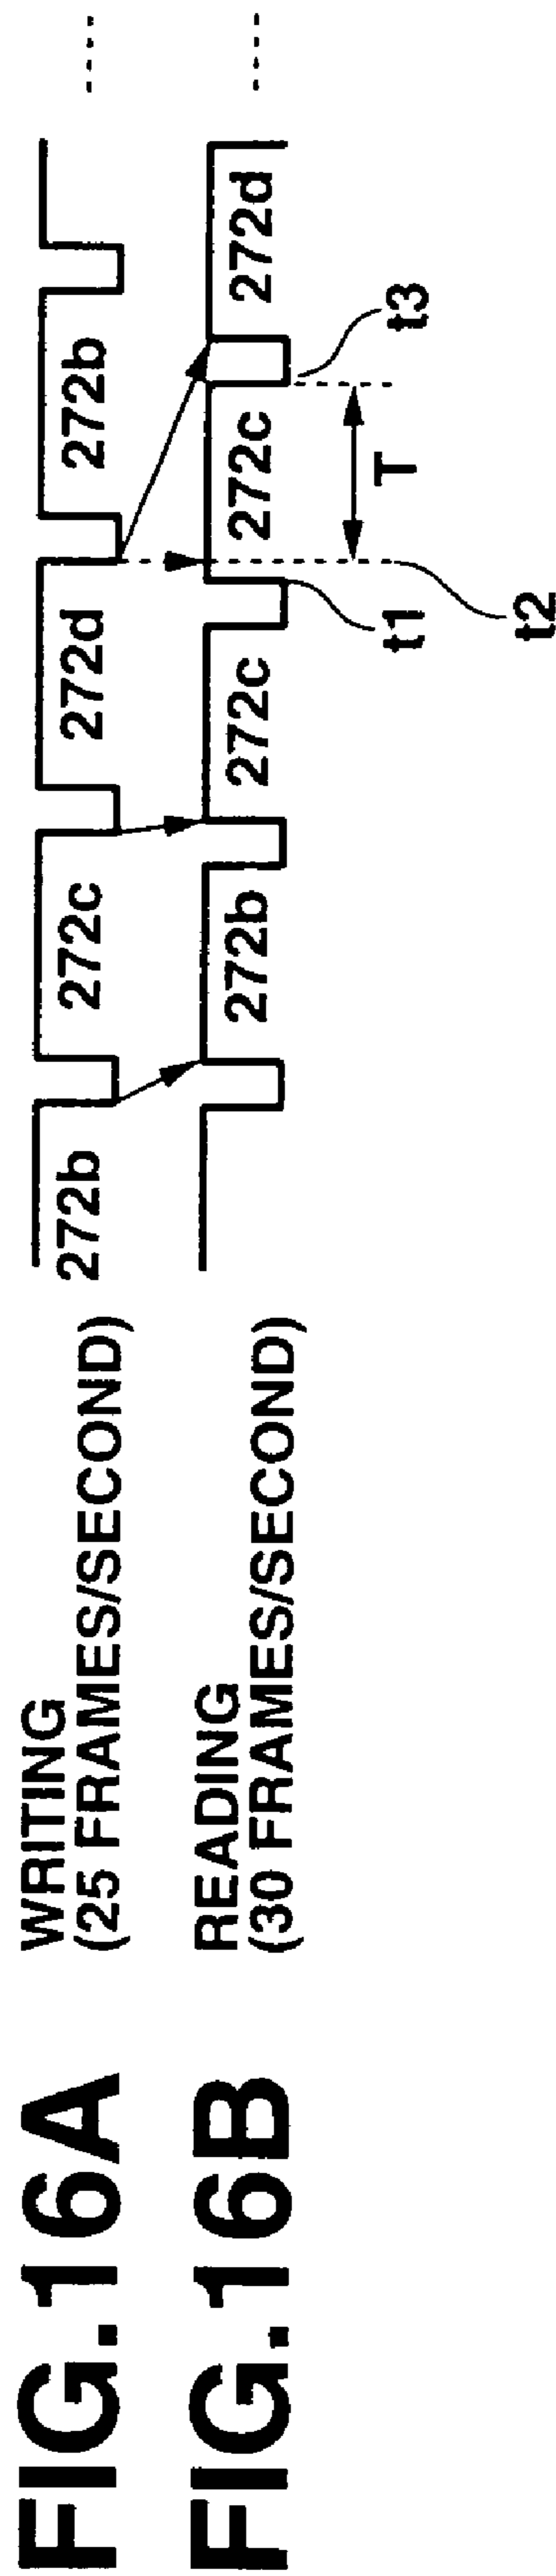 FIG.16A
WRITING
(25 FRAMES/SECOND)
272b 272c 272d 272b
FIG.16B
READING
(30 FRAMES/SECOND)
272b 272c 272c 272d
t1 T t3
t2